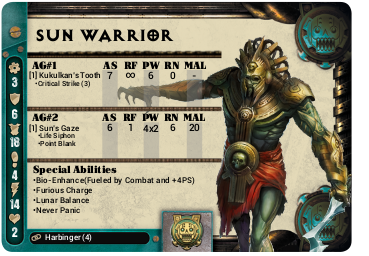 SUN WARRIOR
AG#1 AS RF PW RN MAL
[1] Kukulkan'sTooth 7 ∞ 6 0 -
•Critical Strike (3)
AG#2 AS RF PW RN MAL
[1] Sun's Gaze 6 1 4x2 6 20
•Life Siphon
•Point Blank
3
6
18
4
14
2
Special Abilities
•Bio-Enhance(Fueled by Combat and +4PS)
•Furious Charge
•Lunar Balance
•Never Panic
Harbinger (4)